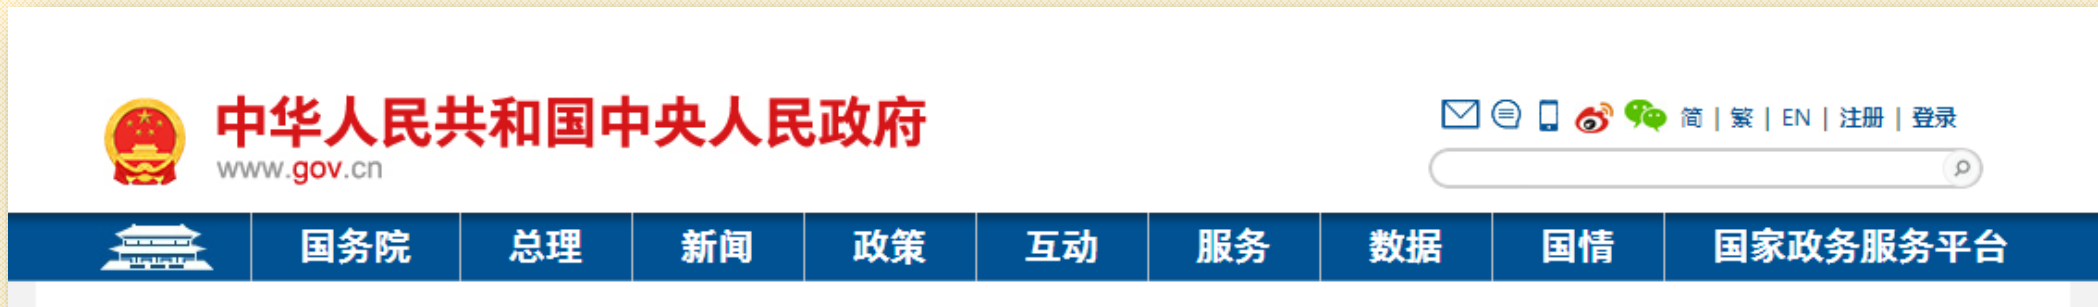 中华人民共和国中央人民政府
www.gov.cn
简 | 繁 | EN | 注册 | 登录
国务院 总理 新闻 政策 互动 服务 数据 国情 国家政务服务平台